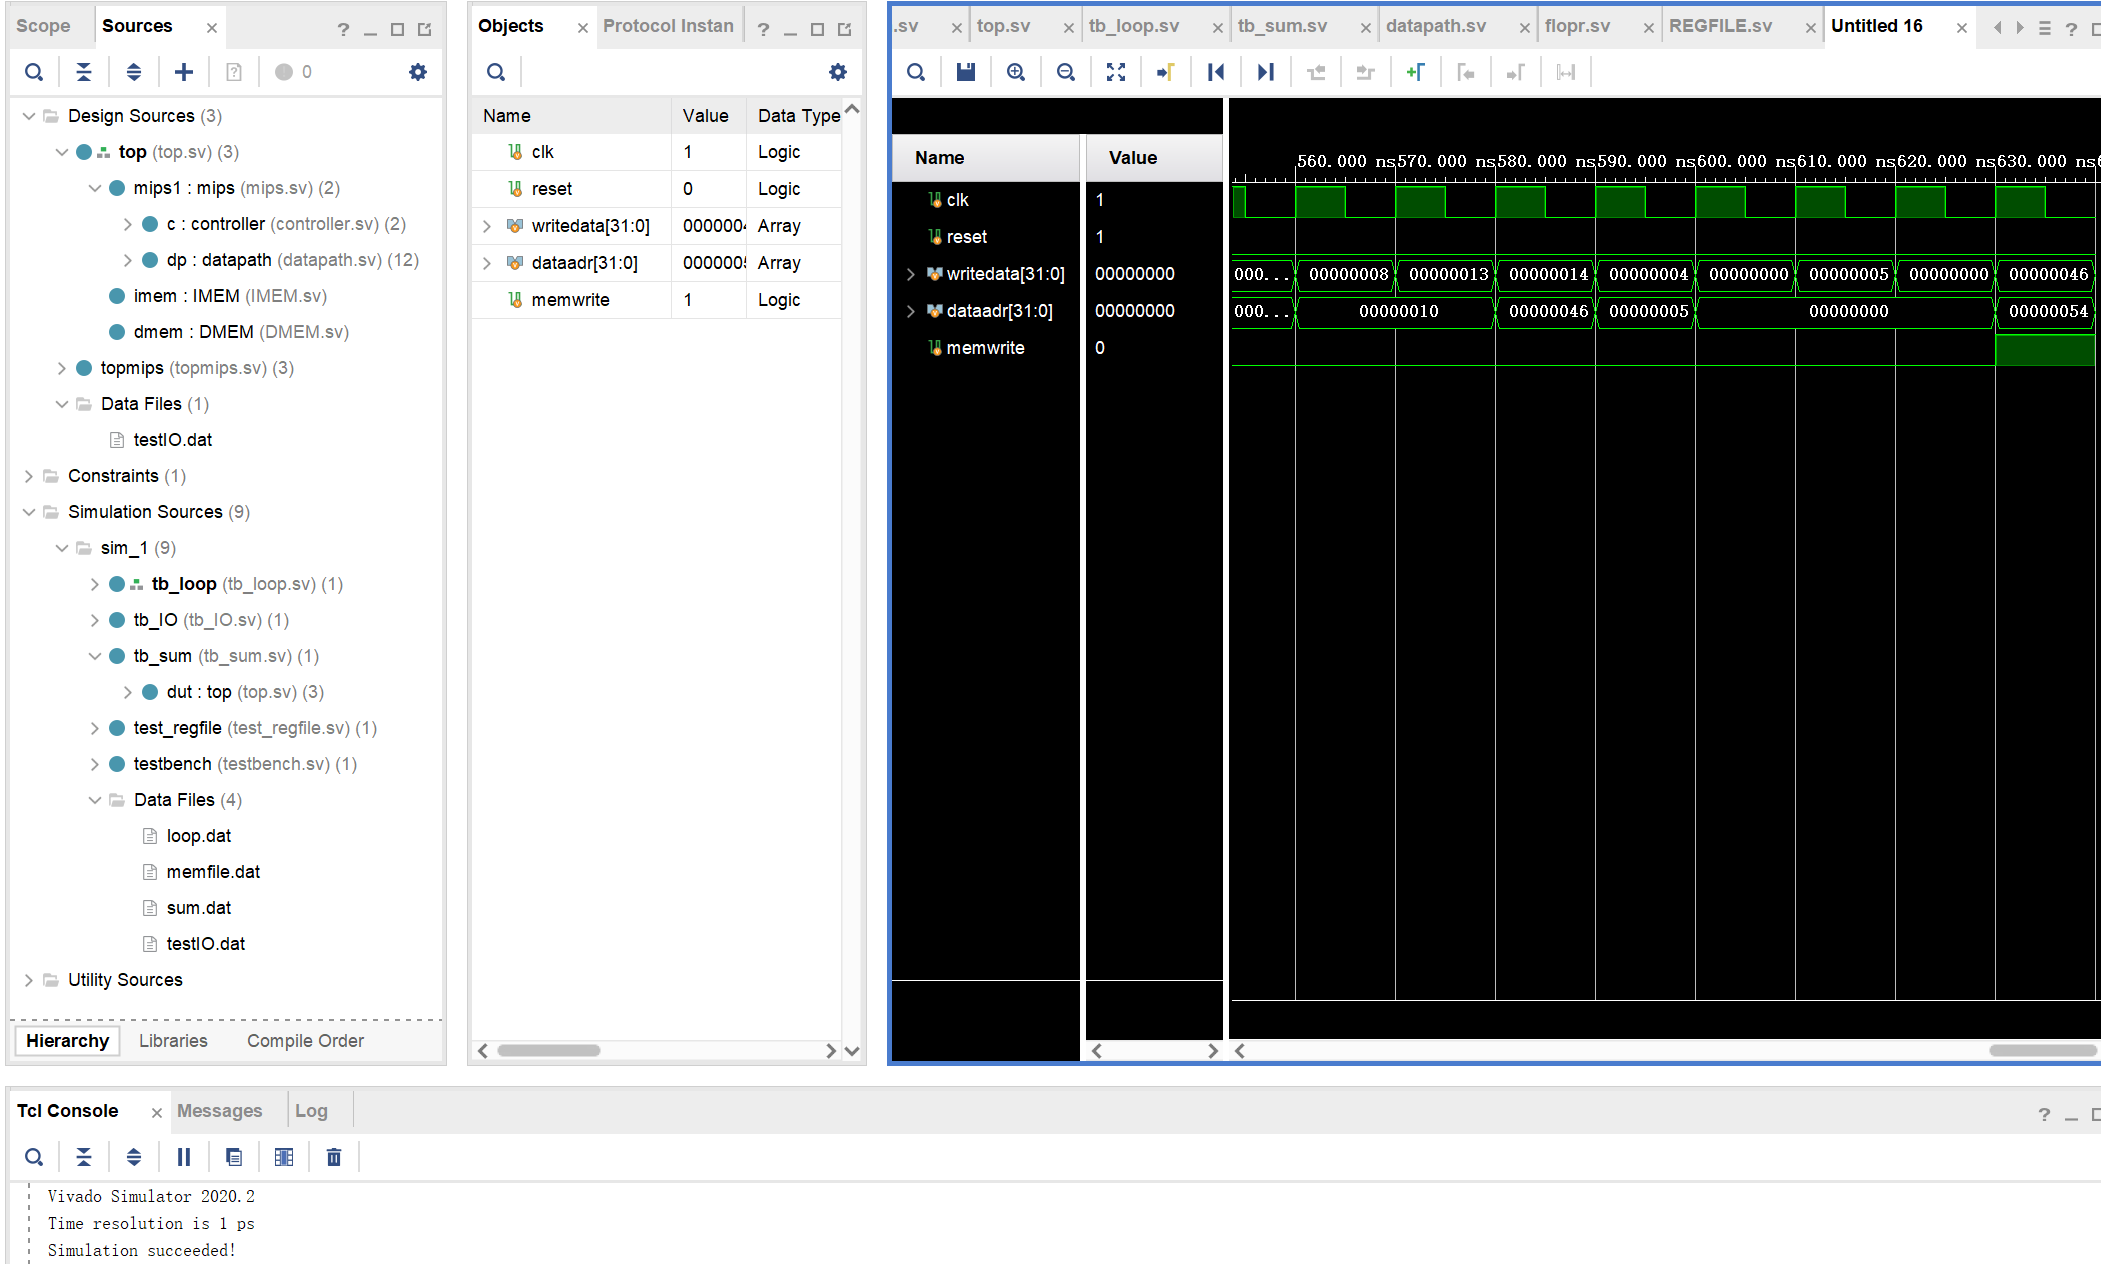 Scope
Sources
Design Sources (3)
top (top.sv) (3)
mips1 : mips (mips.sv) (2)
c : controller (controller.sv) (2)
dp : datapath (datapath.sv) (12)
imem : IMEM (IMEM.sv)
dmem : DMEM (DMEM.sv)
topmips (topmips.sv) (3)
Data Files (1)
testIO.dat
Constraints (1)
Simulation Sources (9)
sim_1 (9)
tb_loop (tb_loop.sv) (1)
tb_IO (tb_IO.sv) (1)
tb_sum (tb_sum.sv) (1)
dut : top (top.sv) (3)
test_regfile (test_regfile.sv) (1)
testbench (testbench.sv) (1)
Data Files (4)
loop.dat
memfile.dat
sum.dat
testIO.dat
Utility Sources
Hierarchy Libraries Compile Order
0
Objects Protocol Instan
Name Value Data Type
clk 1 Logic
reset 0 Logic
writedata[31:0] 0000004 Array
dataadr[31:0] 0000005 Array
memwrite 1 Logic
.sv top.sv tb_loop.sv tb_sum.sv datapath.sv flopr.sv REGFILE.sv Untitled 16
Name Value
clk 1
reset 1
writedata[31:0] 00000000
dataadr[31:0] 00000000
memwrite 0
560.000 ns 570.000 ns 580.000 ns 590.000 ns 600.000 ns 610.000 ns 620.000 ns 630.000 ns
000... 00000008 00000013 00000014 00000004 00000000 00000005 00000000 00000046
000... 00000010 00000046 00000005 00000000 00000054
Tcl Console Messages Log
Vivado Simulator 2020.2
Time resolution is 1 ps
Simulation succeeded!